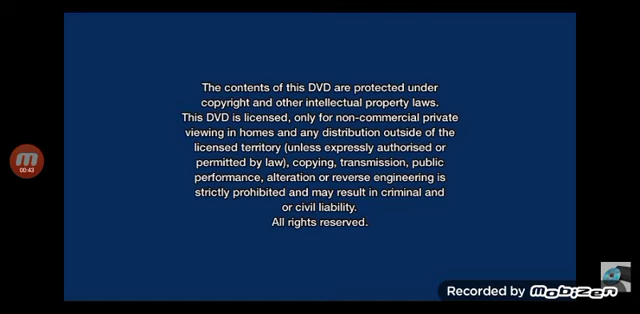 The contents of this DVD are protected under
copyright and other intellectual property laws.
This DVD is licensed, only for non-commercial private
viewing in homes and any distribution outside of the
licensed territory (unless expressly authorised or
permitted by law), copying, transmission, public
performance, alteration or reverse engineering is
strictly prohibited and may result in criminal and
or civil liability.
All rights reserved.
00:43
Recorded by mobizen